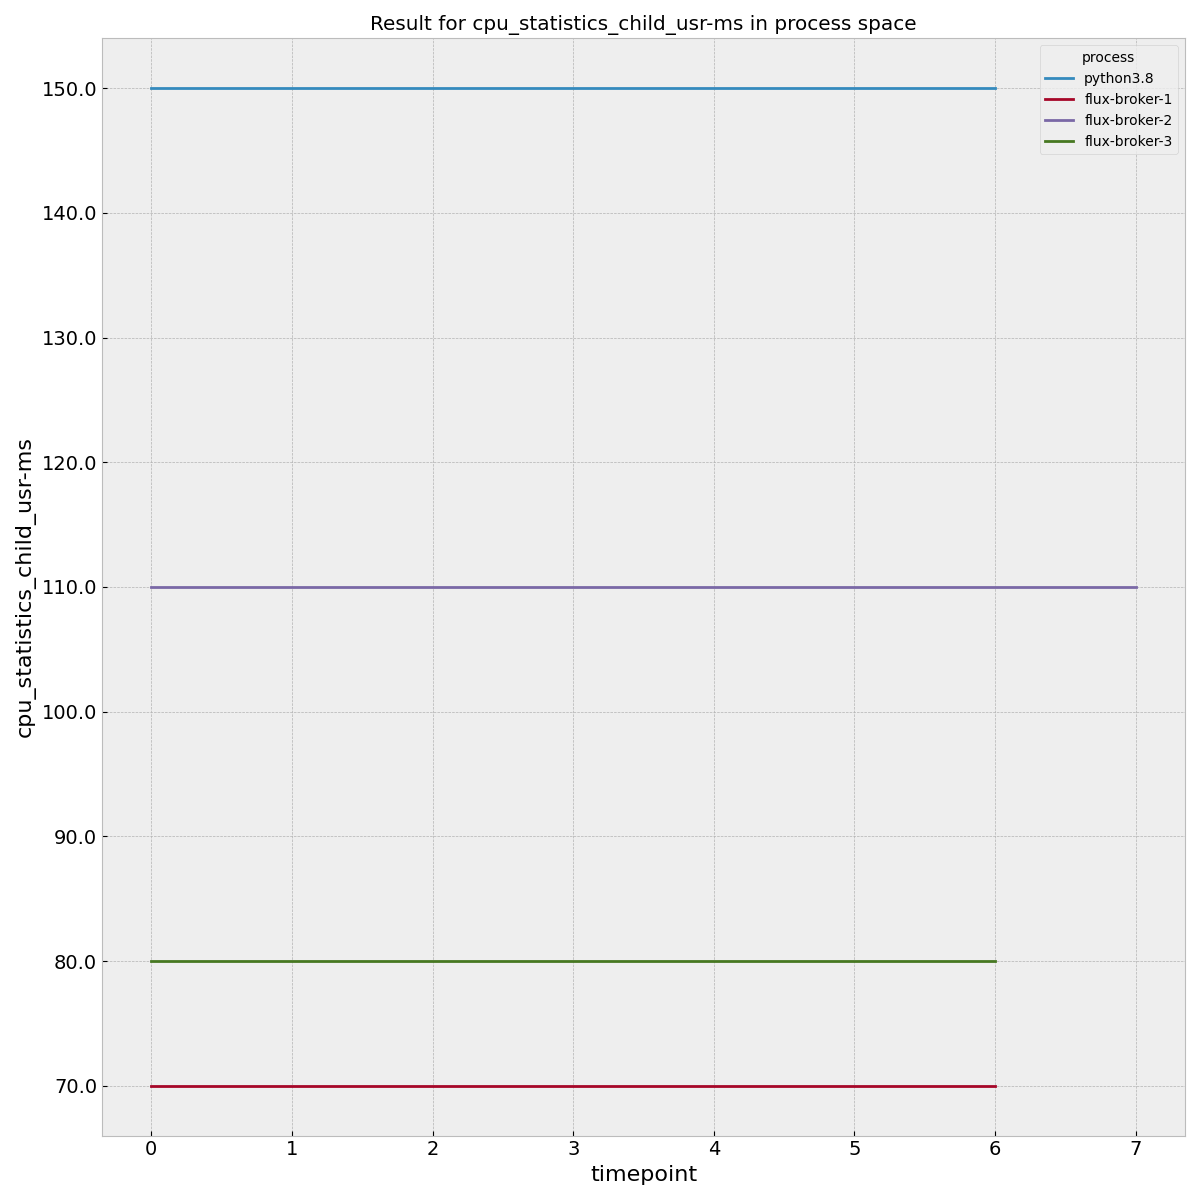 Result for cpu_statistics_child_usr-ms in process space
process
python3.8
flux-broker-1
flux-broker-2
flux-broker-3
cpu_statistics_child_usr-ms
150.0
140.0
130.0
120.0
110.0
100.0
90.0
80.0
70.0
0 1 2 3 4 5 6 7
timepoint